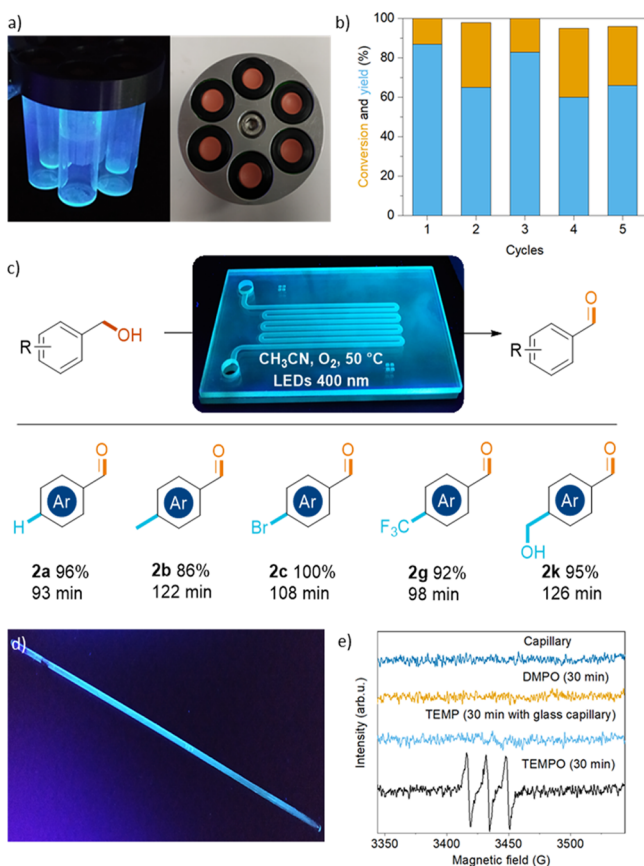 a)
b)
100
80
60
40
20
0
Conversion and yield (%)
1 2 3 4 5
Cycles
c)
R
OH
CH₃CN, O₂, 50 °C
LEDs 400 nm
O
R
O
Ar
H
2a 96%
93 min
O
Ar
2b 86%
122 min
O
Ar
Br
2c 100%
108 min
O
Ar
F₃C
2g 92%
98 min
O
Ar
OH
2k 95%
126 min
d)
e)
Intensity (arb.u.)
Capillary
DMPO (30 min)
TEMP (30 min with glass capillary)
TEMPO (30 min)
3350 3400 3450 3500
Magnetic field (G)